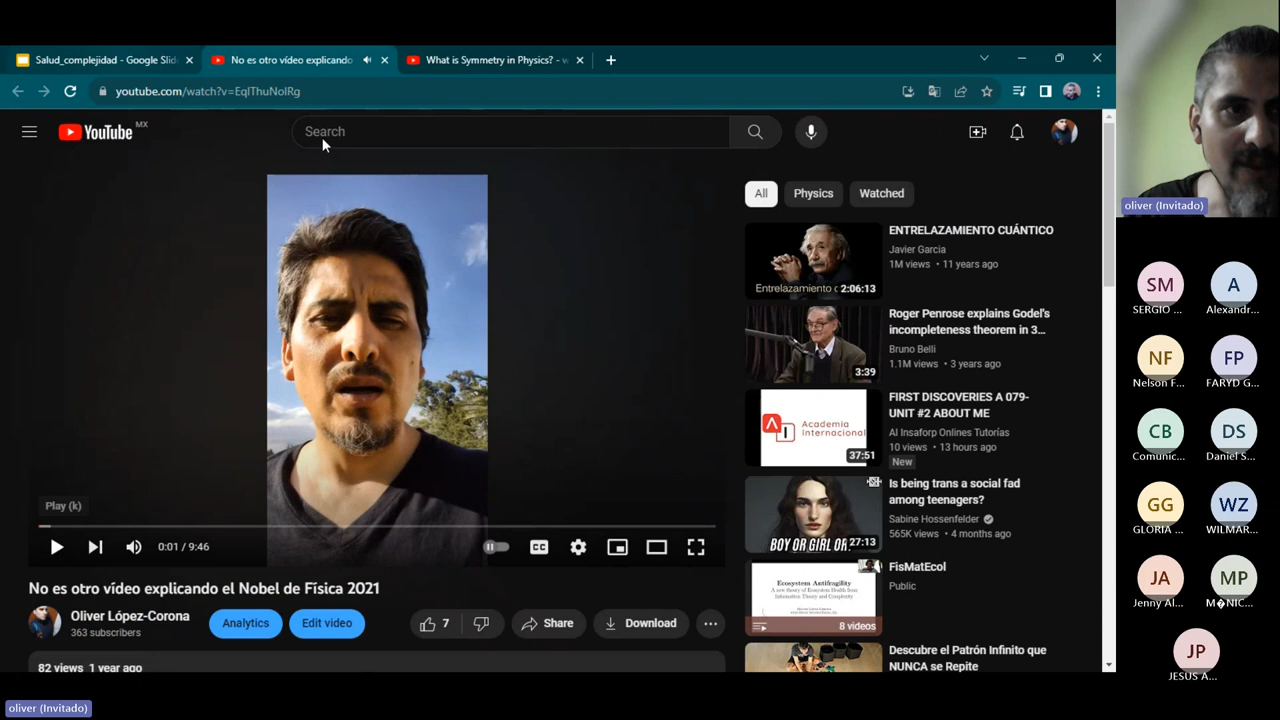 Salud_complejidad - Google Slid
No es otro vídeo explicando
What is Symmetry in Physics? - w
youtube.com/watch?v=EqlThuNolRg
YouTube MX
Search
Play (k)
0:01 / 9:46
No es otro vídeo explicando el Nobel de Física 2021
363 subscribers
Analytics
Edit video
7
Share
Download
82 views 1 year ago
All
Physics
Watched
Entrelazamiento c
2:06:13
ENTRELAZAMIENTO CUÁNTICO
Javier Garcia
1M views • 11 years ago
3:39
Roger Penrose explains Godel's
incompleteness theorem in 3...
Bruno Belli
1.1M views • 3 years ago
Academia
Internacional
37:51
FIRST DISCOVERIES A 079-
UNIT #2 ABOUT ME
AI Insaforp Onlines Tutorías
10 views • 13 hours ago
New
BOY OR GIRL OR
27:13
Is being trans a social fad
among teenagers?
Sabine Hossenfelder
565K views • 4 months ago
Ecosystem Antifragility
8 videos
FisMatEcol
Public
Descubre el Patrón Infinito que
NUNCA se Repite
oliver (Invitado)
SM
SERGIO ...
A
Alexandr...
NF
Nelson F...
FP
FARYD G...
CB
Comunic...
DS
Daniel S...
GG
GLORIA ...
WZ
WILMAR...
JA
Jenny Al...
MP
M�NIC...
JP
JESUS A...
oliver (Invitado)